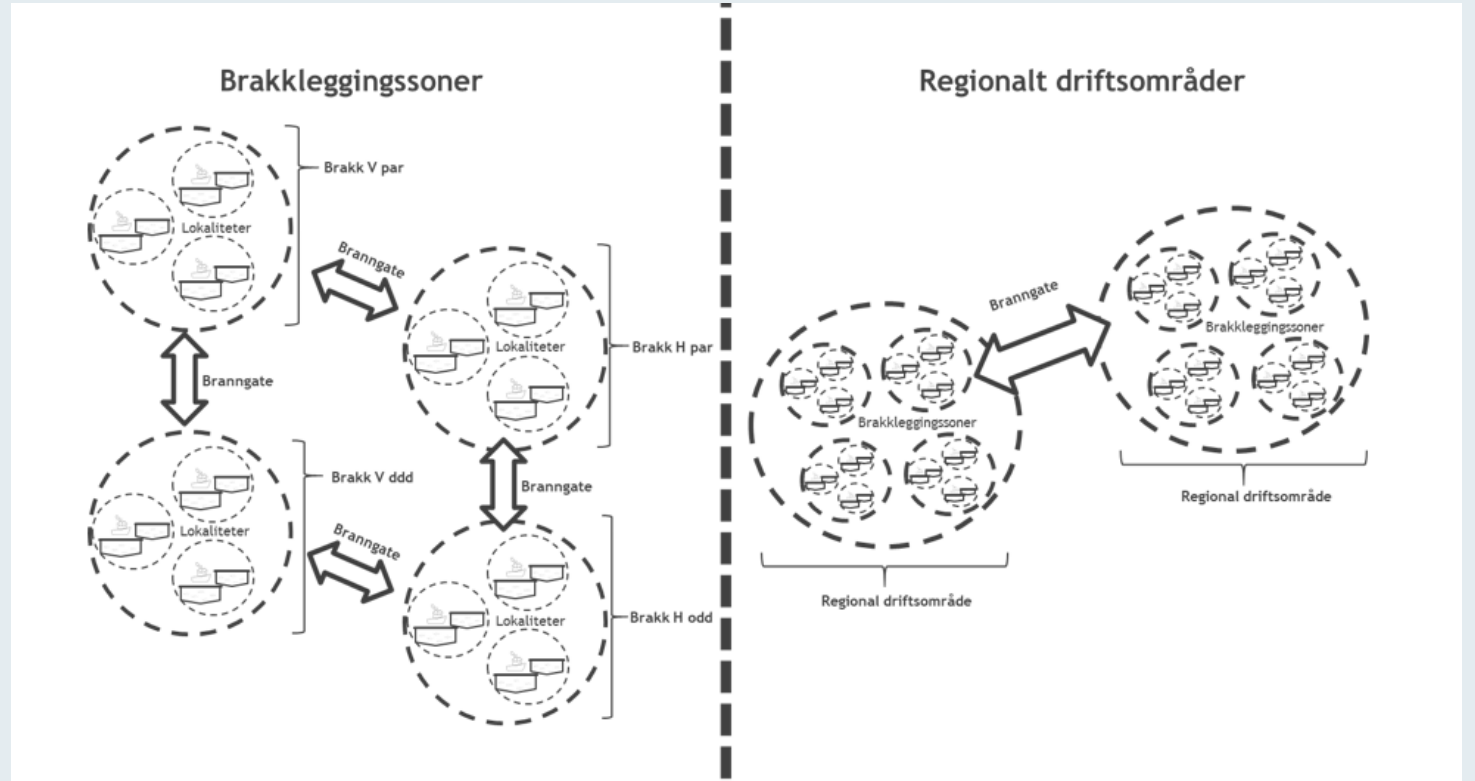 Brakkleggingssoner
Brakk V par
Lokaliteter
Branngate
Brakk H par
Lokaliteter
Branngate
Brakk V ddd
Lokaliteter
Branngate
Branngate
Brakk H odd
Lokaliteter
Regionalt driftsområder
Branngate
Brakkleggingssoner
Brakkleggingssoner
Regional driftsområde
Regional driftsområde